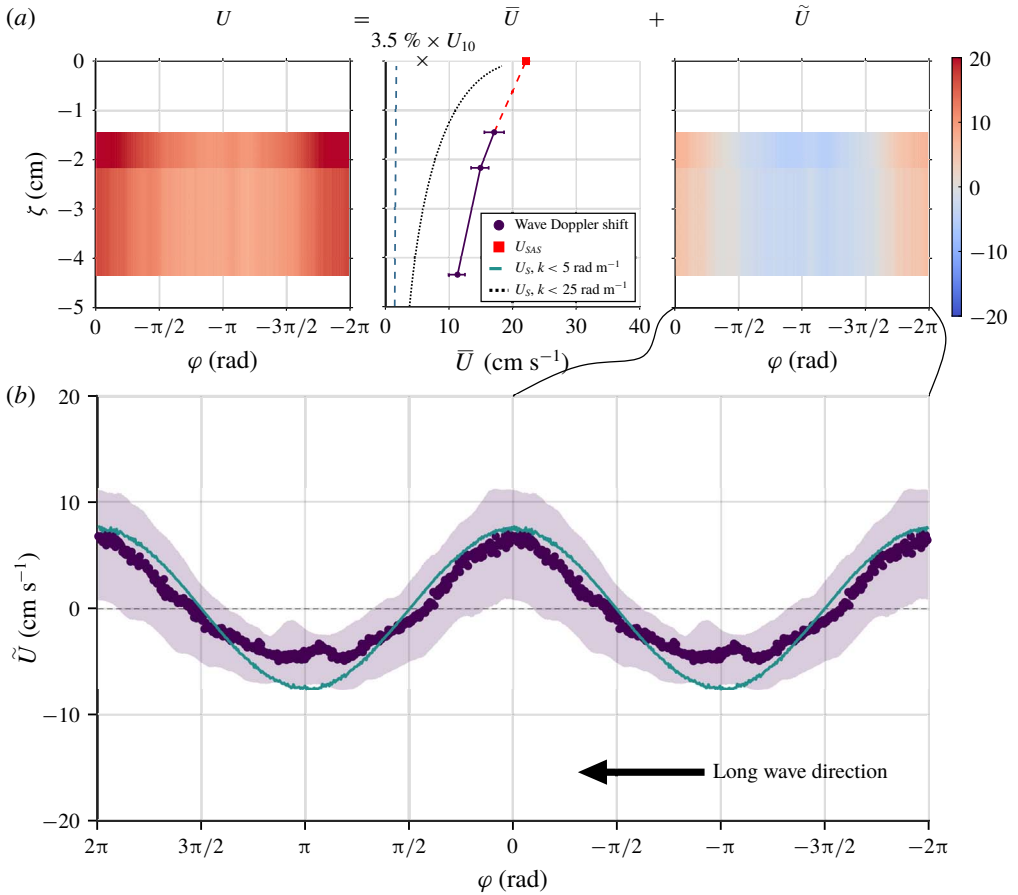 (a) U = U̅ + Ũ
3.5 % × U₁₀
0
−1
−2
−3
−4
−5
ζ (cm)
0 −π/2 −π −3π/2 −2π
φ (rad)
Wave Doppler shift
U_SAS
U_S, k < 5 rad m⁻¹
U_S, k < 25 rad m⁻¹
0 10 20 30 40
U̅ (cm s⁻¹)
0 −π/2 −π −3π/2 −2π
φ (rad)
20
10
0
−10
−20
(b)
20
10
0
−10
−20
Ũ (cm s⁻¹)
Long wave direction
2π 3π/2 π π/2 0 −π/2 −π −3π/2 −2π
φ (rad)